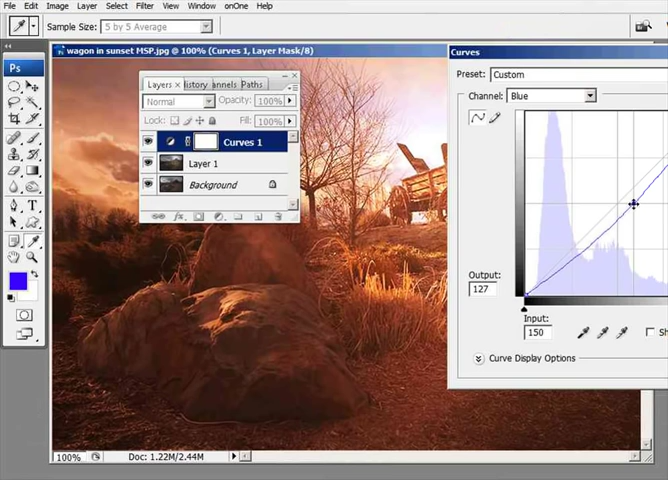 File Edit Image Layer Select Filter View Window onOne Help
Sample Size: 5 by 5 Average
Ps
wagon in sunset MSP.jpg @ 100% (Curves 1, Layer Mask/8)
Layers × History Paths
Normal Opacity: 100%
Lock: Fill: 100%
Curves 1
Layer 1
Background
Curves
Preset: Custom
Channel: Blue
Output:
127
Input:
150
Curve Display Options
100% Doc: 1.22M/2.44M